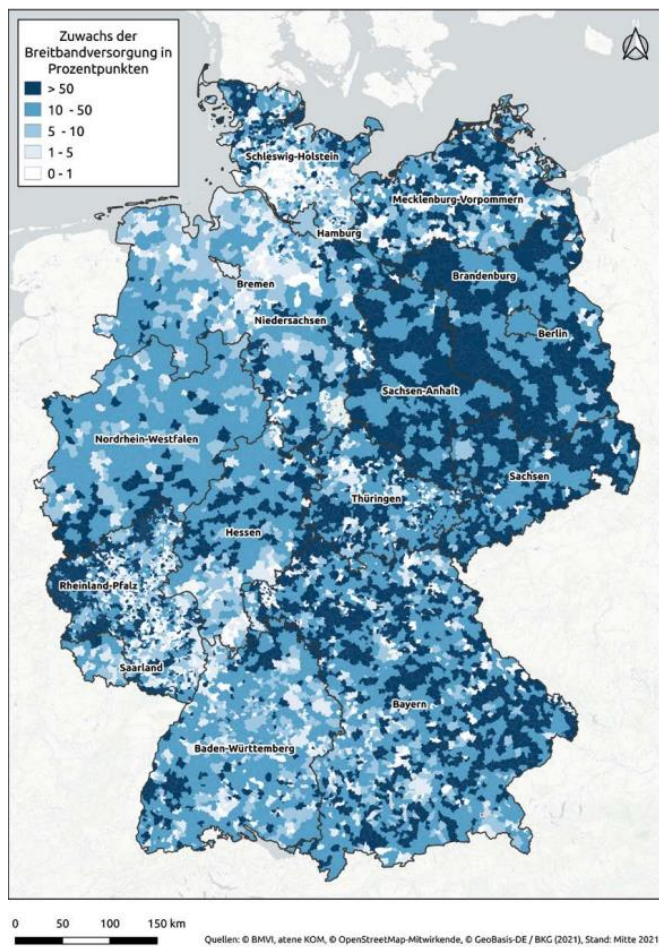 Zuwachs der
Breitbandversorgung in
Prozentpunkten
> 50
10 - 50
5 - 10
1 - 5
0 - 1
N
Schleswig-Holstein
Mecklenburg-Vorpommern
Hamburg
Brandenburg
Bremen
Niedersachsen
Berlin
Sachsen-Anhalt
Nordrhein-Westfalen
Sachsen
Thüringen
Hessen
Rheinland-Pfalz
Saarland
Bayern
Baden-Württemberg
0 50 100 150 km
Quellen: © BMVI, atene KOM, © OpenStreetMap-Mitwirkende, © GeoBasis-DE / BKG (2021), Stand: Mitte 2021